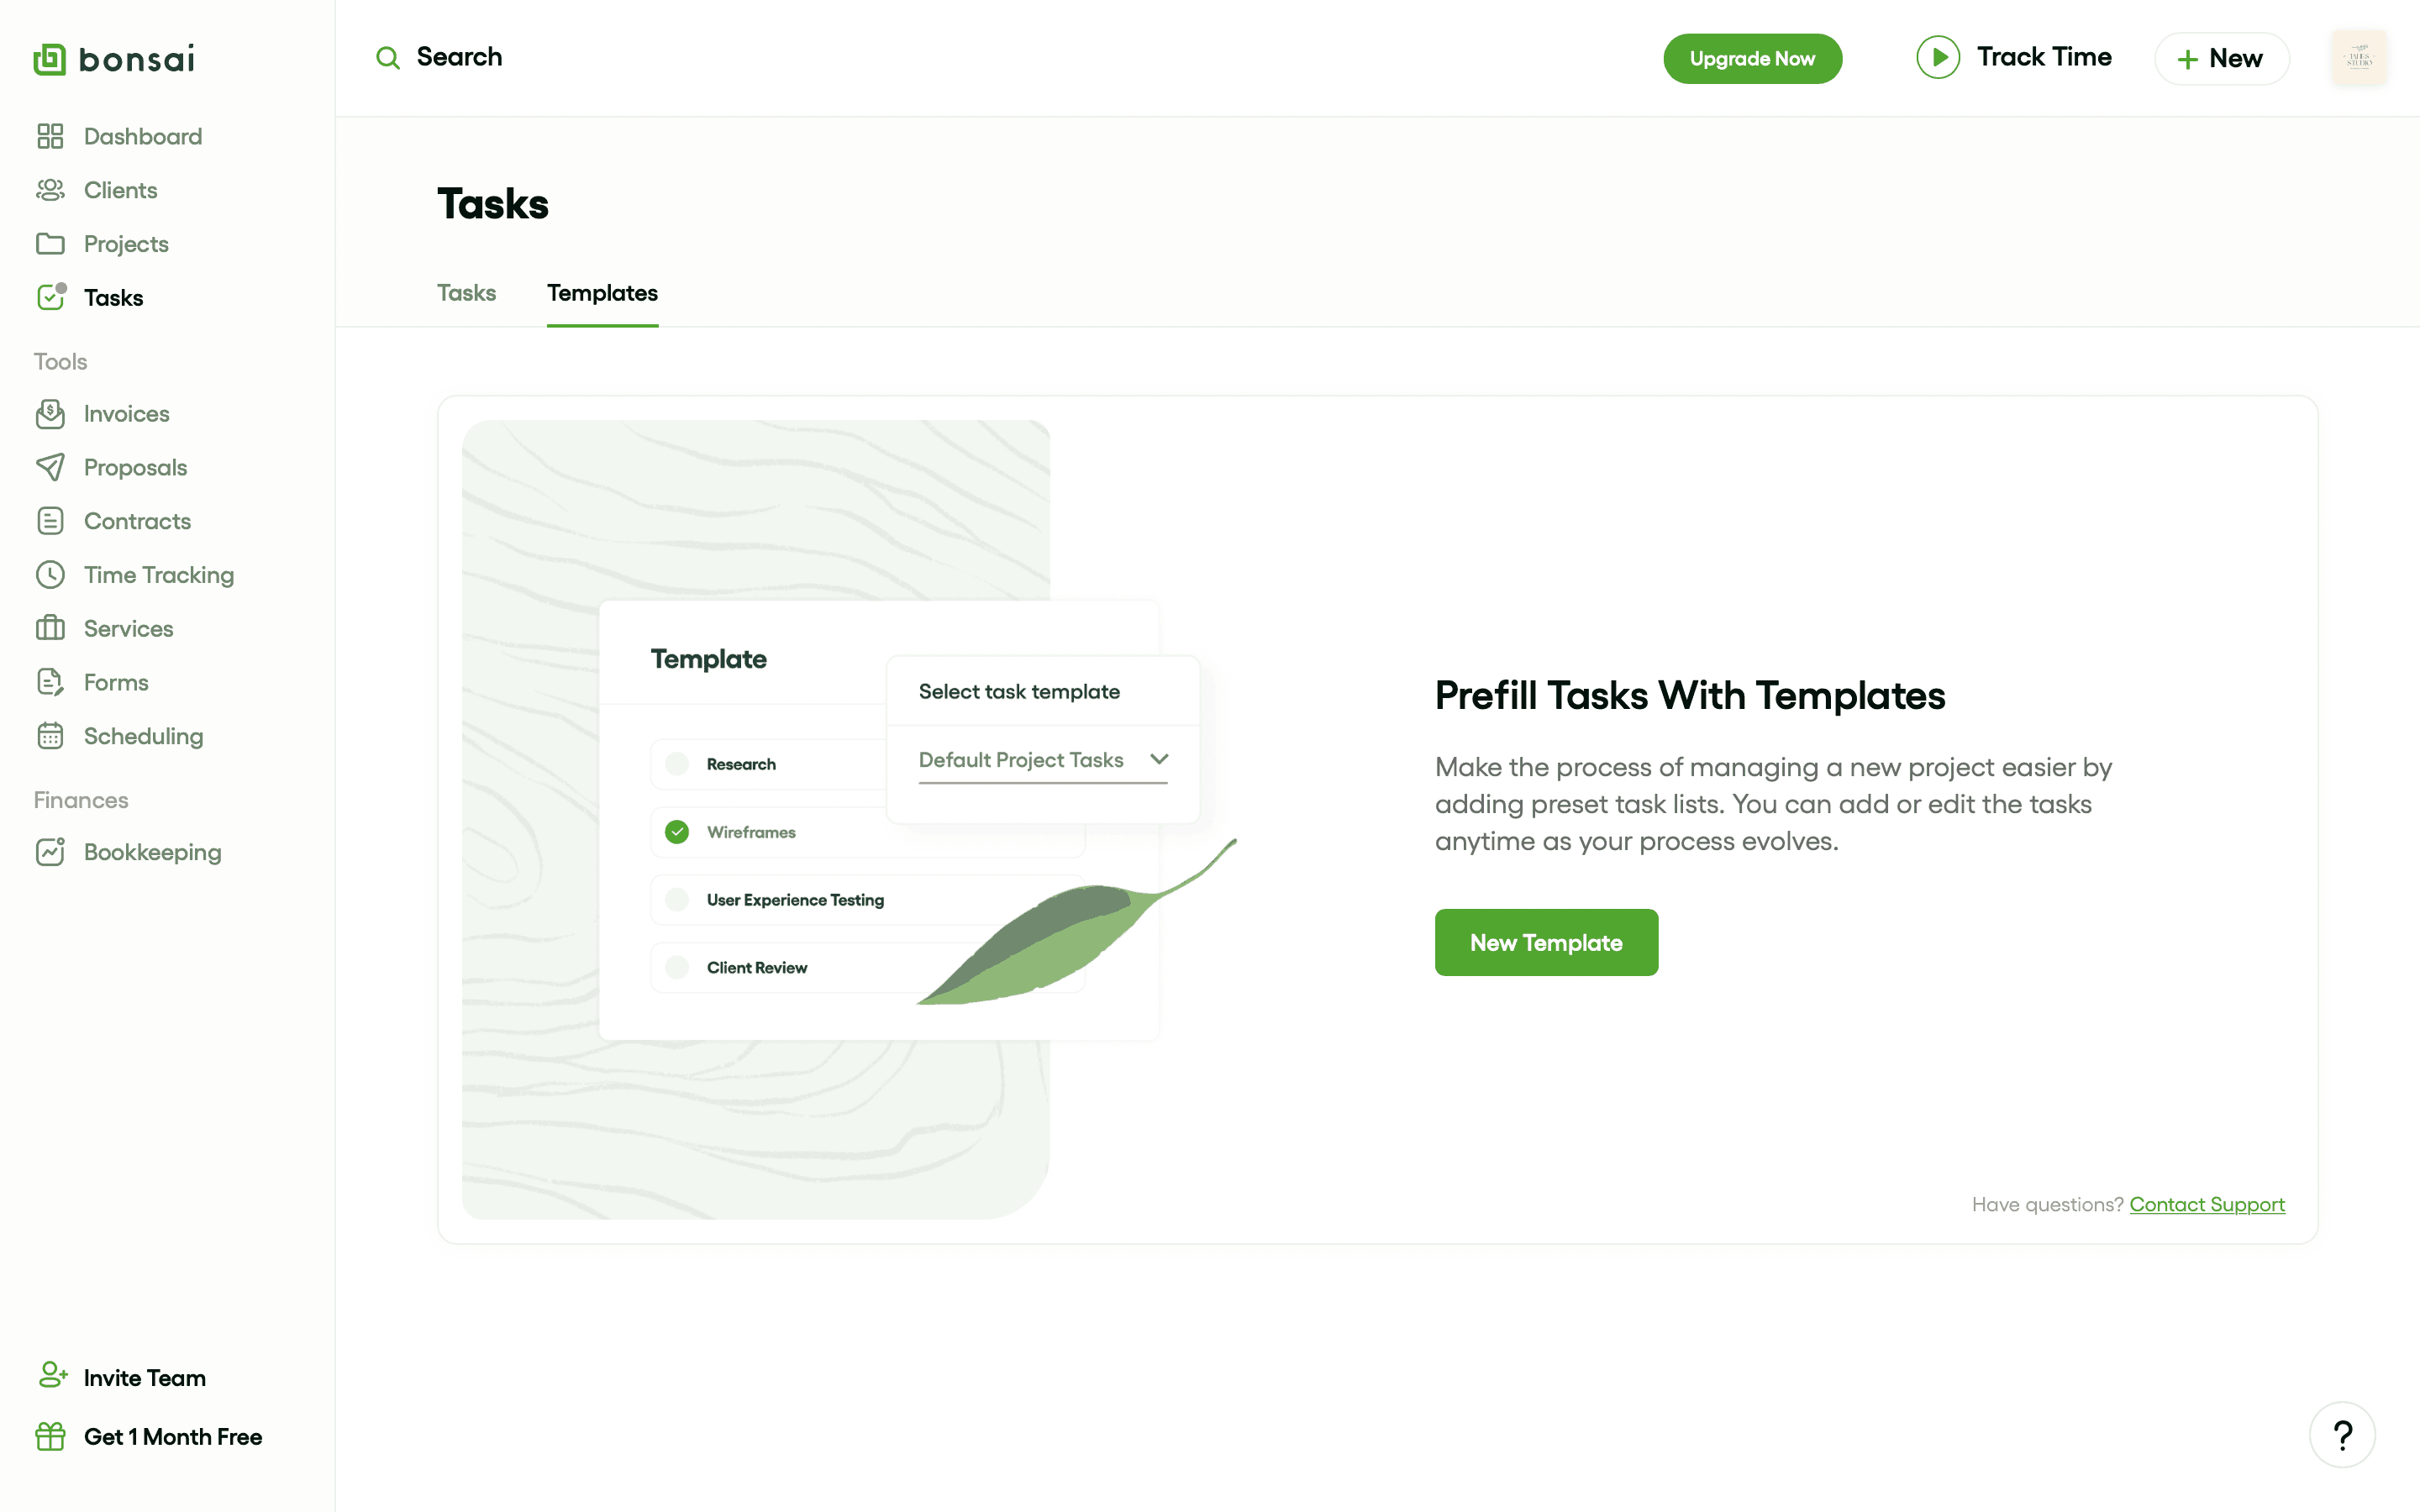 bonsai
Search
Upgrade Now
Track Time
New
Dashboard
Clients
Projects
Tasks
Tools
Invoices
Proposals
Contracts
Time Tracking
Services
Forms
Scheduling
Finances
Bookkeeping
Invite Team
Get 1 Month Free
Tasks
Tasks
Templates
Template
Select task template
Default Project Tasks
Research
Wireframes
User Experience Testing
Client Review
Prefill Tasks With Templates
Make the process of managing a new project easier by
adding preset task lists. You can add or edit the tasks
anytime as your process evolves.
New Template
Have questions? Contact Support
?